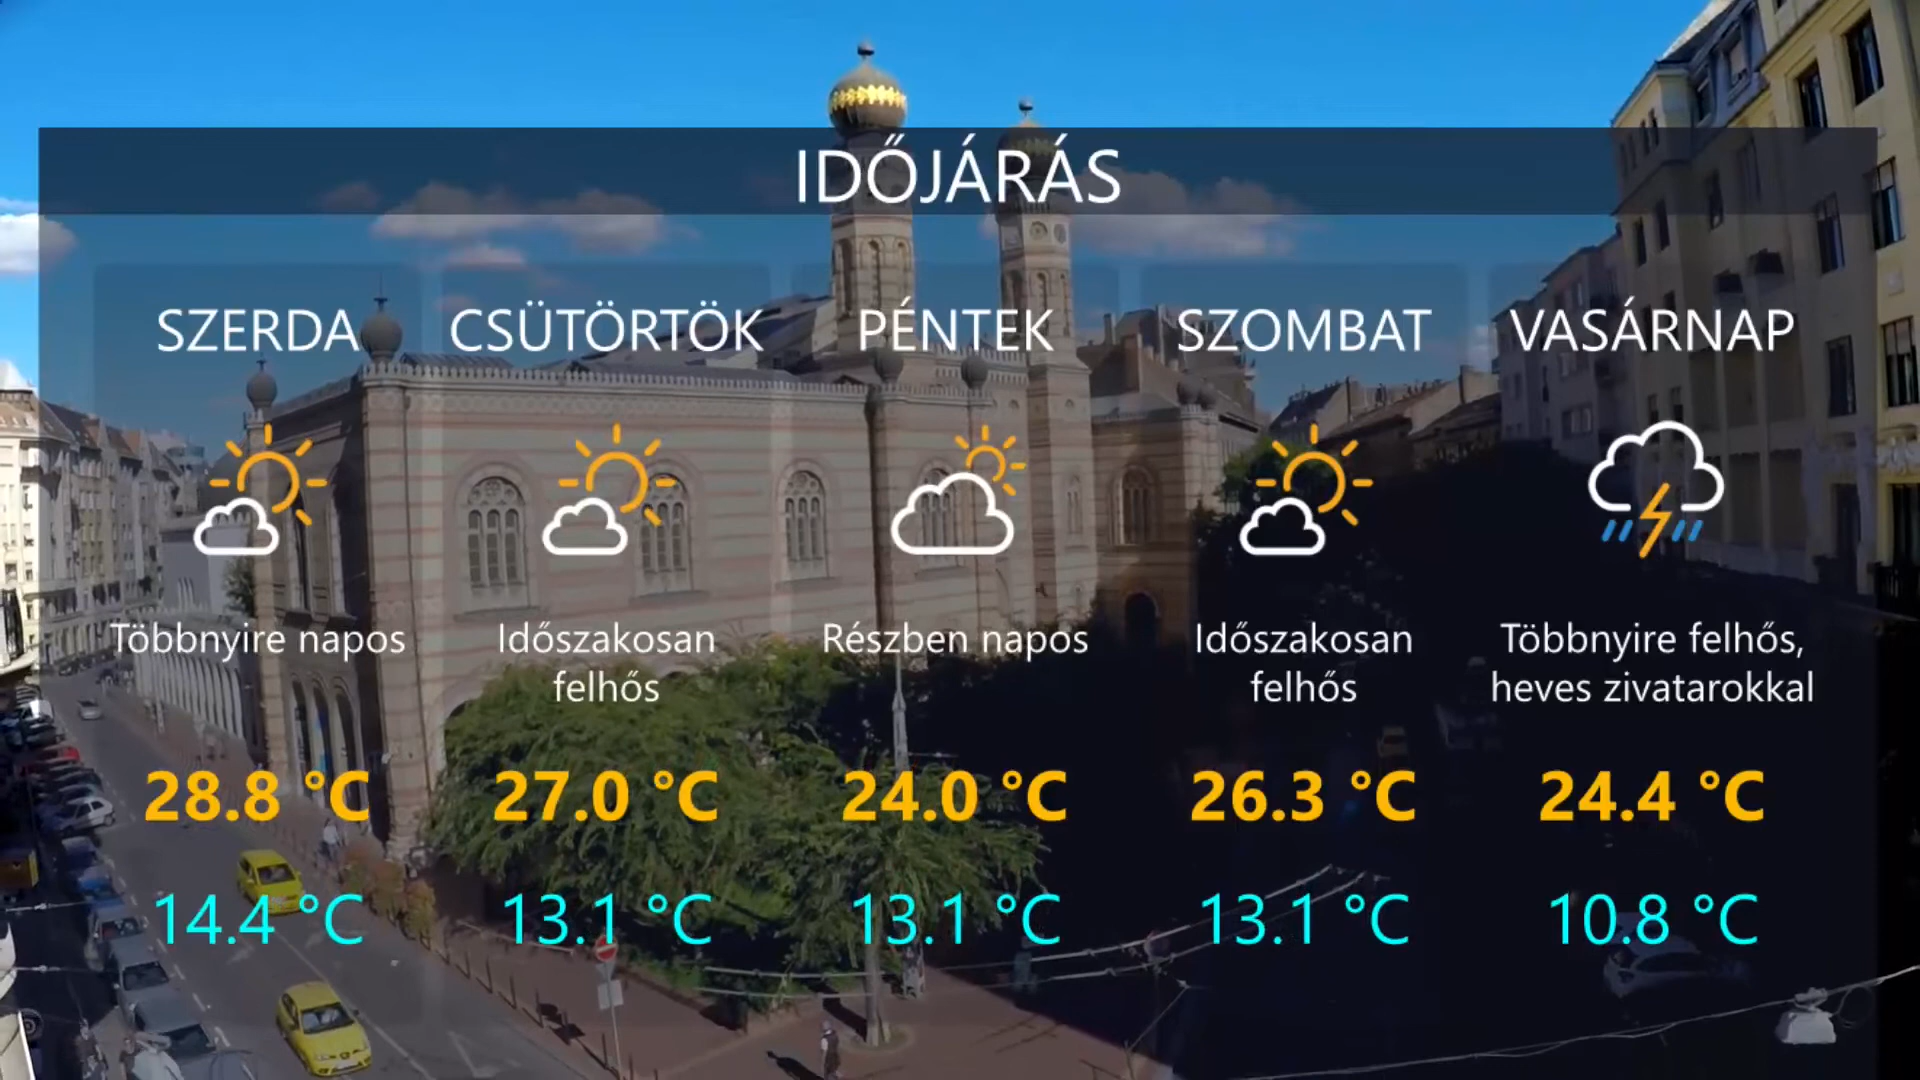 IDŐJÁRÁS
SZERDA
CSÜTÖRTÖK
PÉNTEK
SZOMBAT
VASÁRNAP
Többnyire napos
Időszakosan
felhős
Részben napos
Időszakosan
felhős
Többnyire felhős,
heves zivatarokkal
28.8 °C
27.0 °C
24.0 °C
26.3 °C
24.4 °C
14.4 °C
13.1 °C
13.1 °C
13.1 °C
10.8 °C